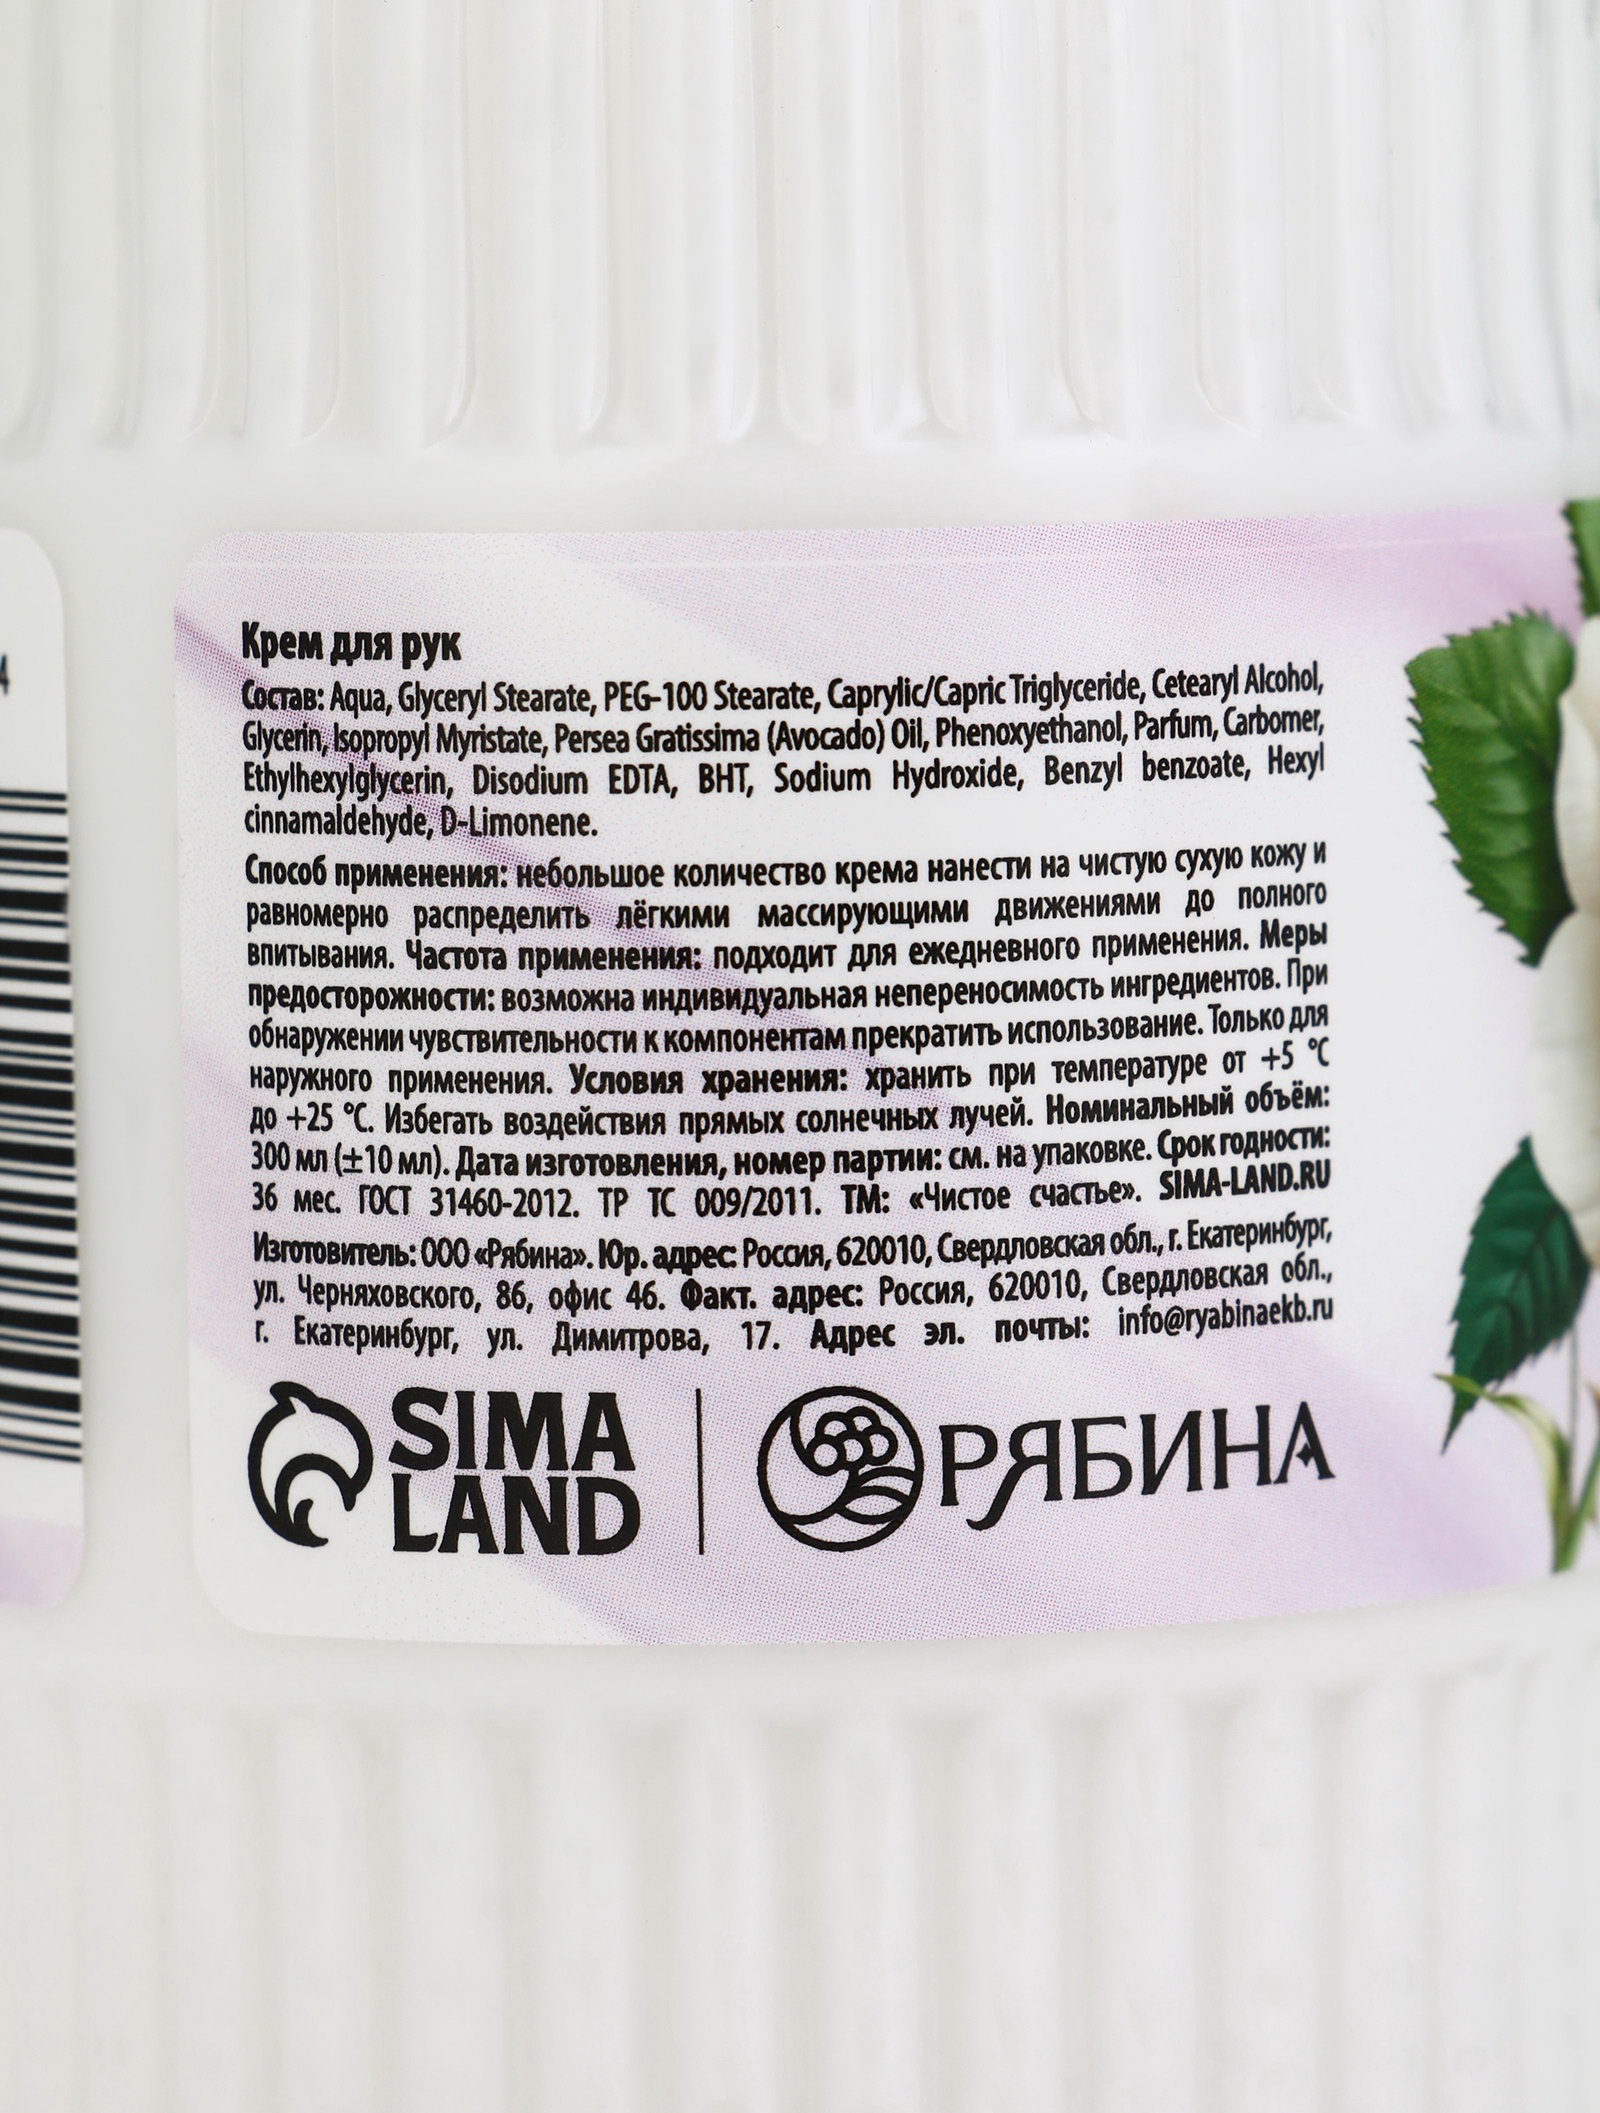 4
Крем для рук
Состав: Aqua, Glyceryl Stearate, PEG-100 Stearate, Caprylic/Capric Triglyceride, Cetearyl Alcohol,
Glycerin, Isopropyl Myristate, Persea Gratissima (Avocado) Oil, Phenoxyethanol, Parfum, Carbomer,
Ethylhexylglycerin, Disodium EDTA, BHT, Sodium Hydroxide, Benzyl benzoate, Hexyl
cinnamaldehyde, D-Limonene.
Способ применения: небольшое количество крема нанести на чистую сухую кожу и
равномерно распределить лёгкими массирующими движениями до полного
впитывания. Частота применения: подходит для ежедневного применения. Меры
предосторожности: возможна индивидуальная непереносимость ингредиентов. При
обнаружении чувствительности к компонентам прекратить использование. Только для
наружного применения. Условия хранения: хранить при температуре от +5 °C
до +25 °C. Избегать воздействия прямых солнечных лучей. Номинальный объём:
300 мл (±10 мл). Дата изготовления, номер партии: см. на упаковке. Срок годности:
36 мес. ГОСТ 31460-2012. ТР ТС 009/2011. ТМ: «Чистое счастье». SIMA-LAND.RU
Изготовитель: ООО «Рябина». Юр. адрес: Россия, 620010, Свердловская обл., г. Екатеринбург,
ул. Черняховского, 86, офис 46. Факт. адрес: Россия, 620010, Свердловская обл.,
г. Екатеринбург, ул. Димитрова, 17. Адрес эл. почты: info@ryabinaekb.ru
SIMA
LAND
РЯБИНА